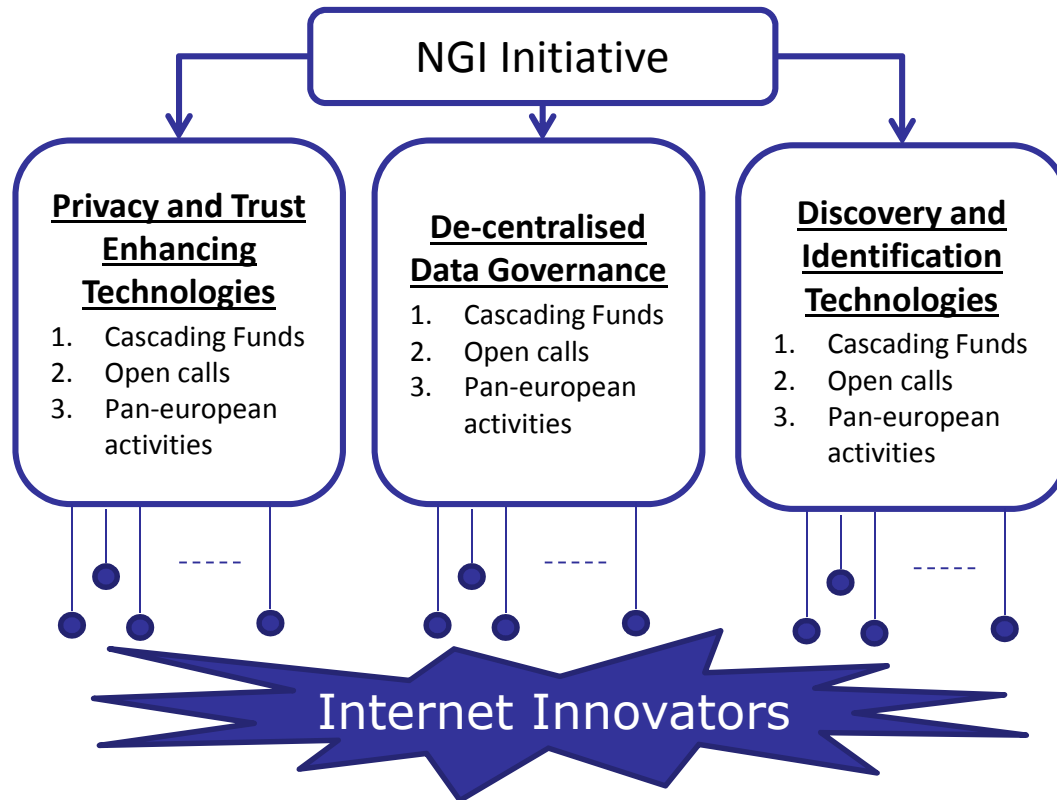 NGI Initiative
Privacy and Trust
Enhancing
Technologies
1. Cascading Funds
2. Open calls
3. Pan-european
activities
De-centralised
Data Governance
1. Cascading Funds
2. Open calls
3. Pan-european
activities
Discovery and
Identification
Technologies
1. Cascading Funds
2. Open calls
3. Pan-european
activities
Internet Innovators